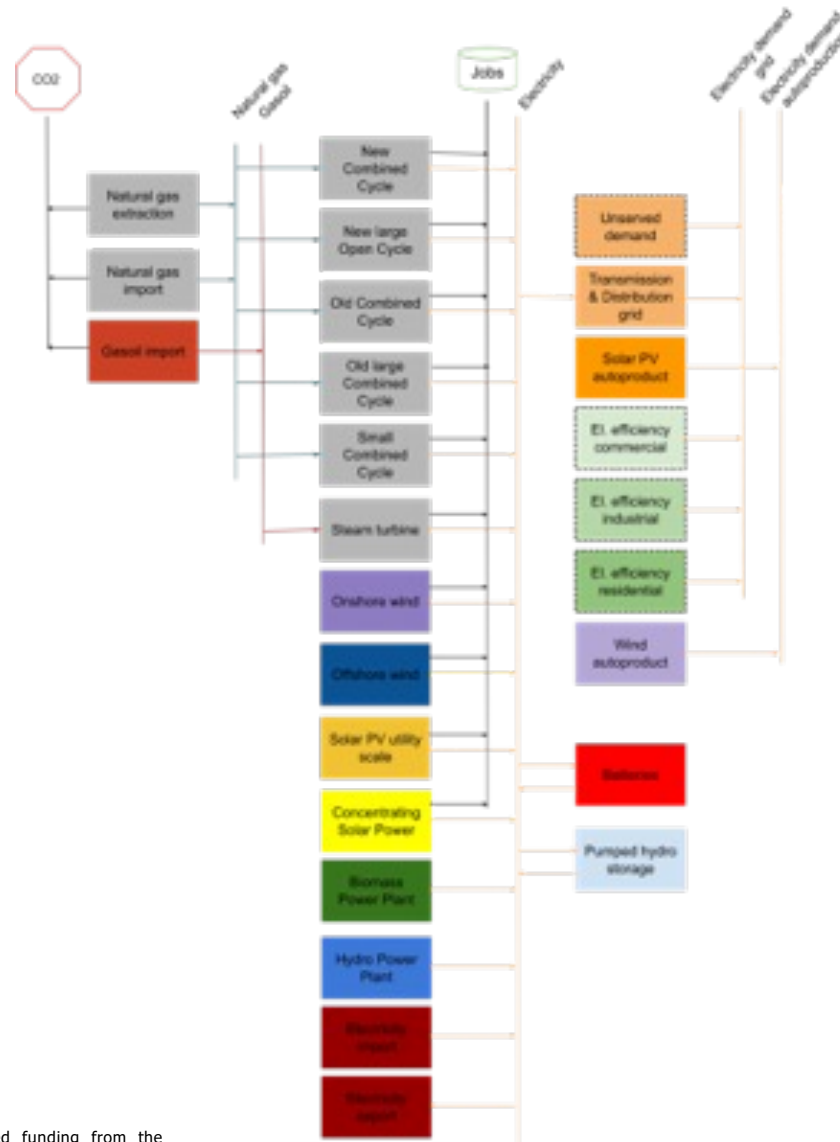 CO2
Natural gas
Gasoil
Jobs
Electricity
Electricity demand
grid
Electricity demand
autoproduction
Natural gas
extraction
Natural gas
import
Gasoil import
New
Combined
Cycle
New large
Open Cycle
Old Combined
Cycle
Old large
Combined
Cycle
Small
Combined
Cycle
Steam turbine
Onshore wind
Offshore wind
Solar PV utility
scale
Concentrating
Solar Power
Biomass
Power Plant
Hydro Power
Plant
Electricity
import
Electricity
export
Unserved
demand
Transmission
& Distribution
grid
Solar PV
autoproduct
El. efficiency
commercial
El. efficiency
industrial
El. efficiency
residential
Wind
autoproduct
Batteries
Pumped hydro
storage
funding from the